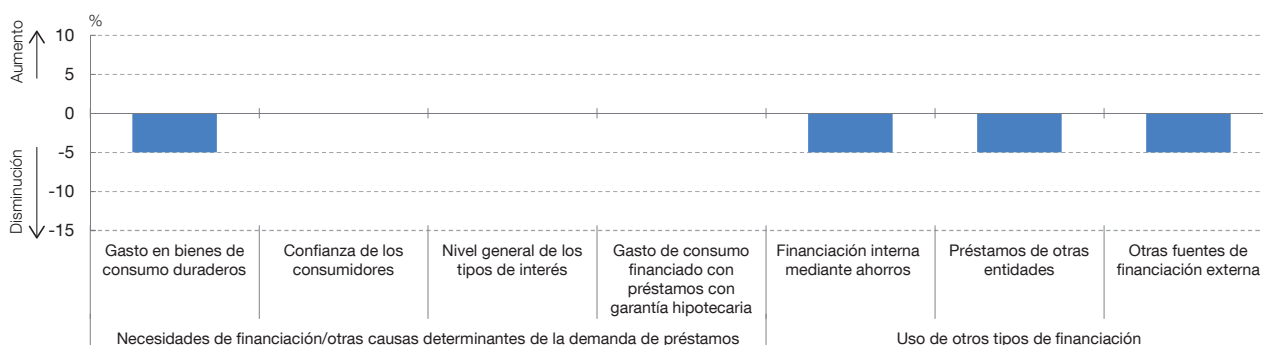 %
Aumento
Disminución
10
5
0
-5
-10
-15
Gasto en bienes de
consumo duraderos
Confianza de los
consumidores
Nivel general de los
tipos de interés
Gasto de consumo
financiado con
préstamos con
garantía hipotecaria
Financiación interna
mediante ahorros
Préstamos de otras
entidades
Otras fuentes de
financiación externa
Necesidades de financiación/otras causas determinantes de la demanda de préstamos
Uso de otros tipos de financiación